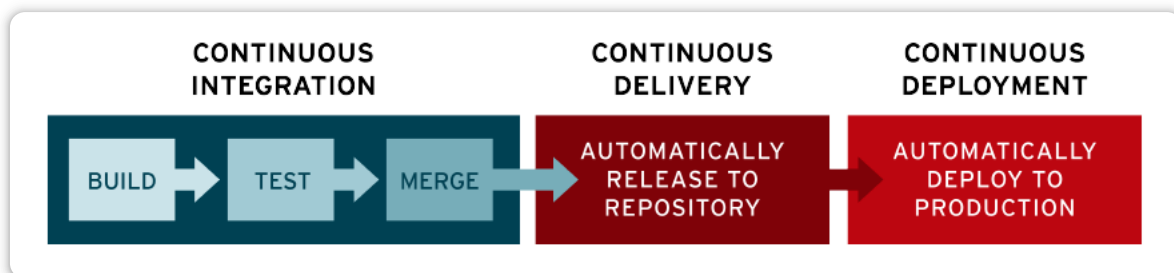 CONTINUOUS
INTEGRATION
BUILD
TEST
MERGE
CONTINUOUS
DELIVERY
AUTOMATICALLY
RELEASE TO
REPOSITORY
CONTINUOUS
DEPLOYMENT
AUTOMATICALLY
DEPLOY TO
PRODUCTION